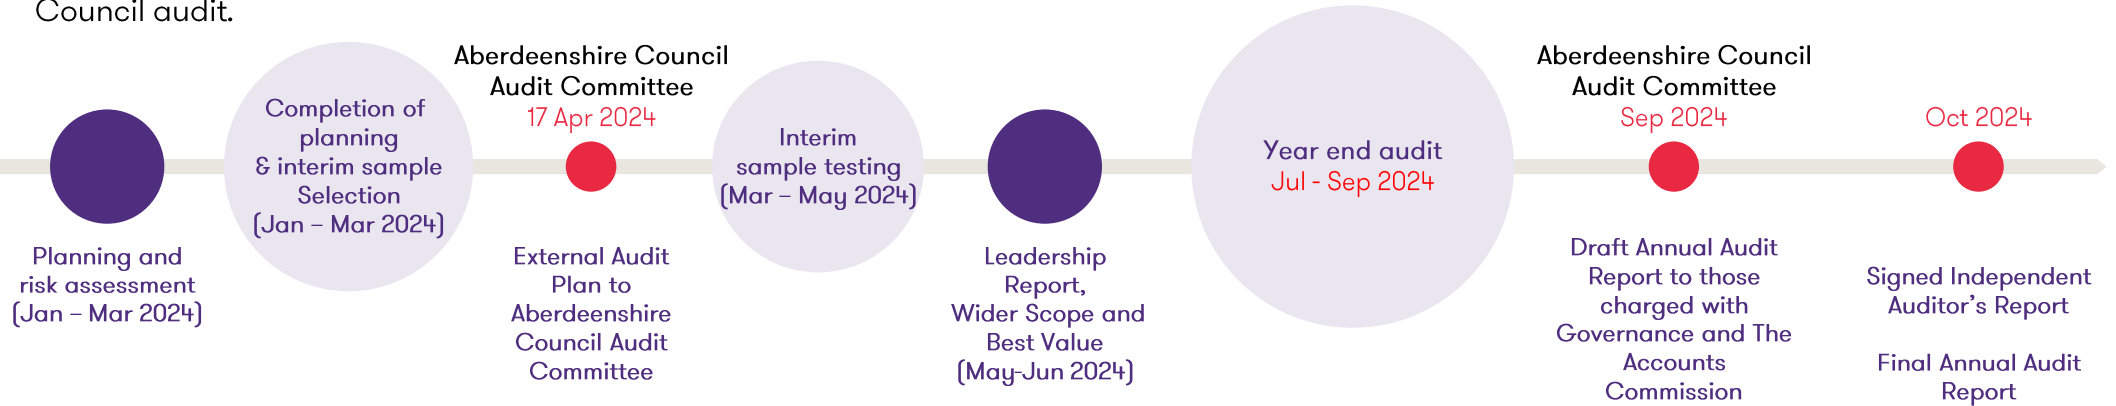 Council audit.
Planning and
risk assessment
(Jan – Mar 2024)
Completion of
planning
& interim sample
Selection
(Jan – Mar 2024)
Aberdeenshire Council
Audit Committee
17 Apr 2024
External Audit
Plan to
Aberdeenshire
Council Audit
Committee
Interim
sample testing
(Mar – May 2024)
Leadership
Report,
Wider Scope and
Best Value
(May-Jun 2024)
Year end audit
Jul - Sep 2024
Aberdeenshire Council
Audit Committee
Sep 2024
Draft Annual Audit
Report to those
charged with
Governance and The
Accounts
Commission
Oct 2024
Signed Independent
Auditor’s Report
Final Annual Audit
Report